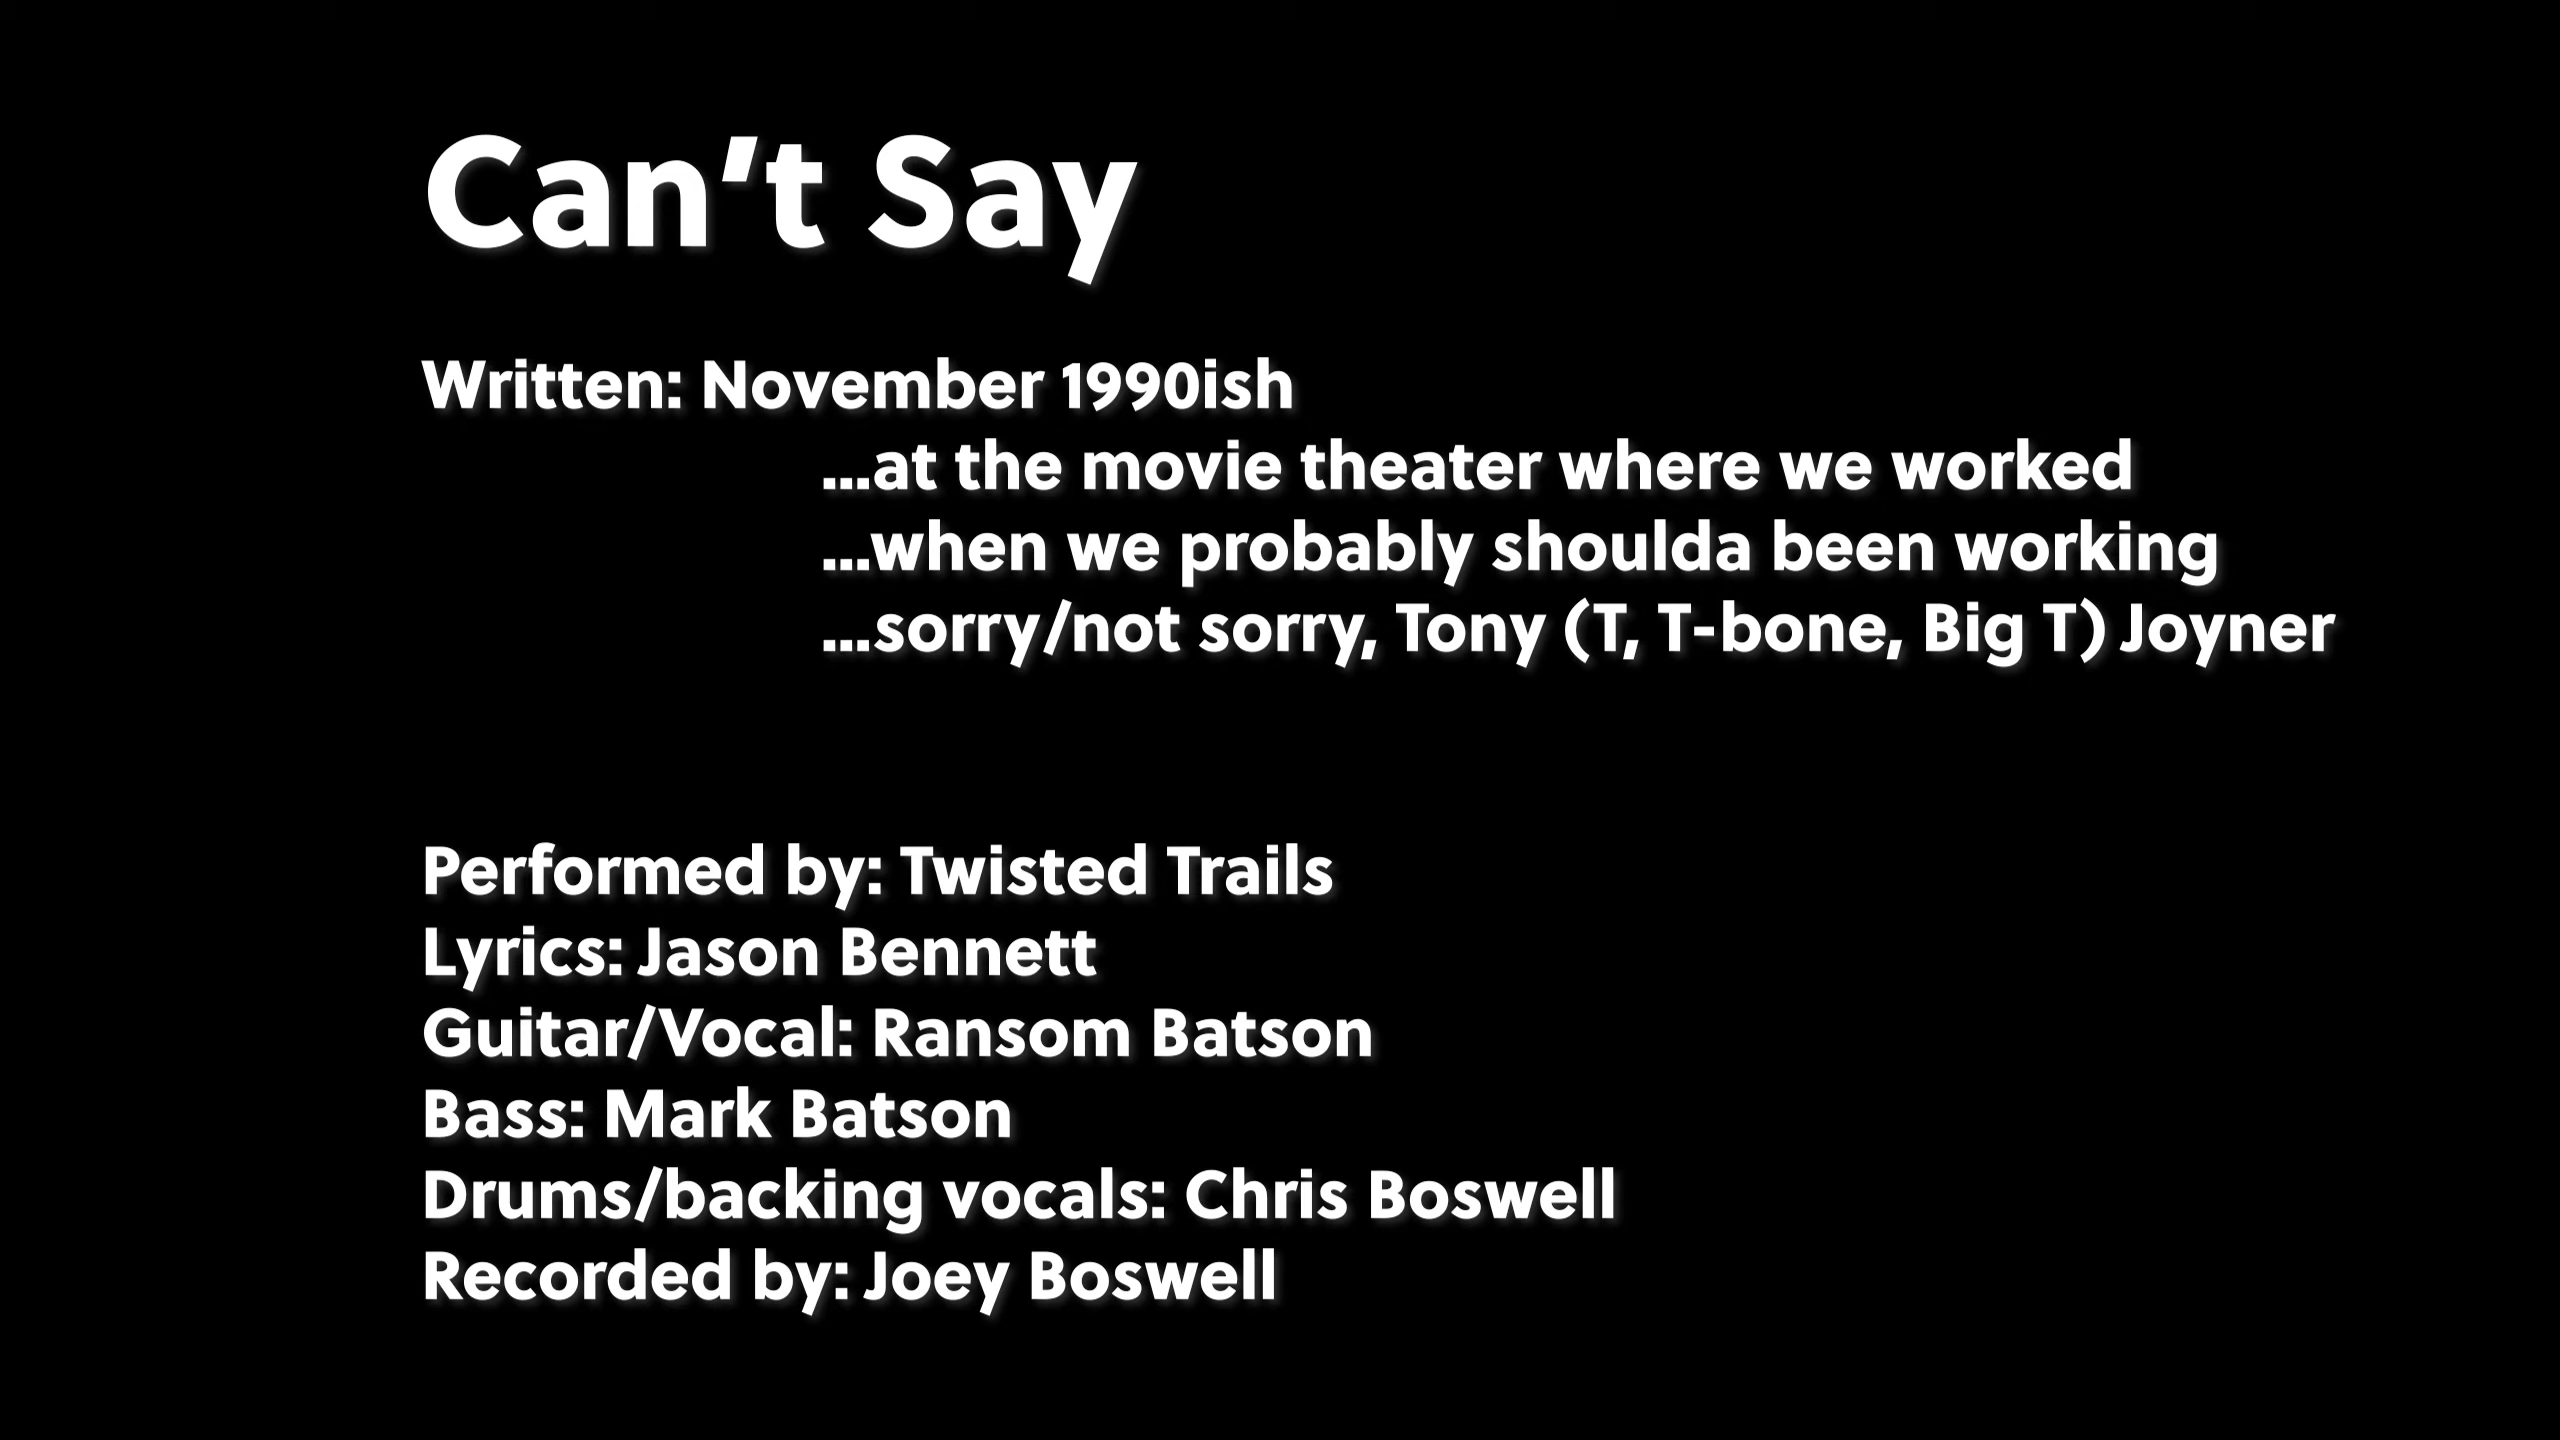 Can't Say
Written: November 1990ish
...at the movie theater where we worked
...when we probably shoulda been working
...sorry/not sorry, Tony (T, T-bone, Big T) Joyner
Performed by: Twisted Trails
Lyrics: Jason Bennett
Guitar/Vocal: Ransom Batson
Bass: Mark Batson
Drums/backing vocals: Chris Boswell
Recorded by: Joey Boswell